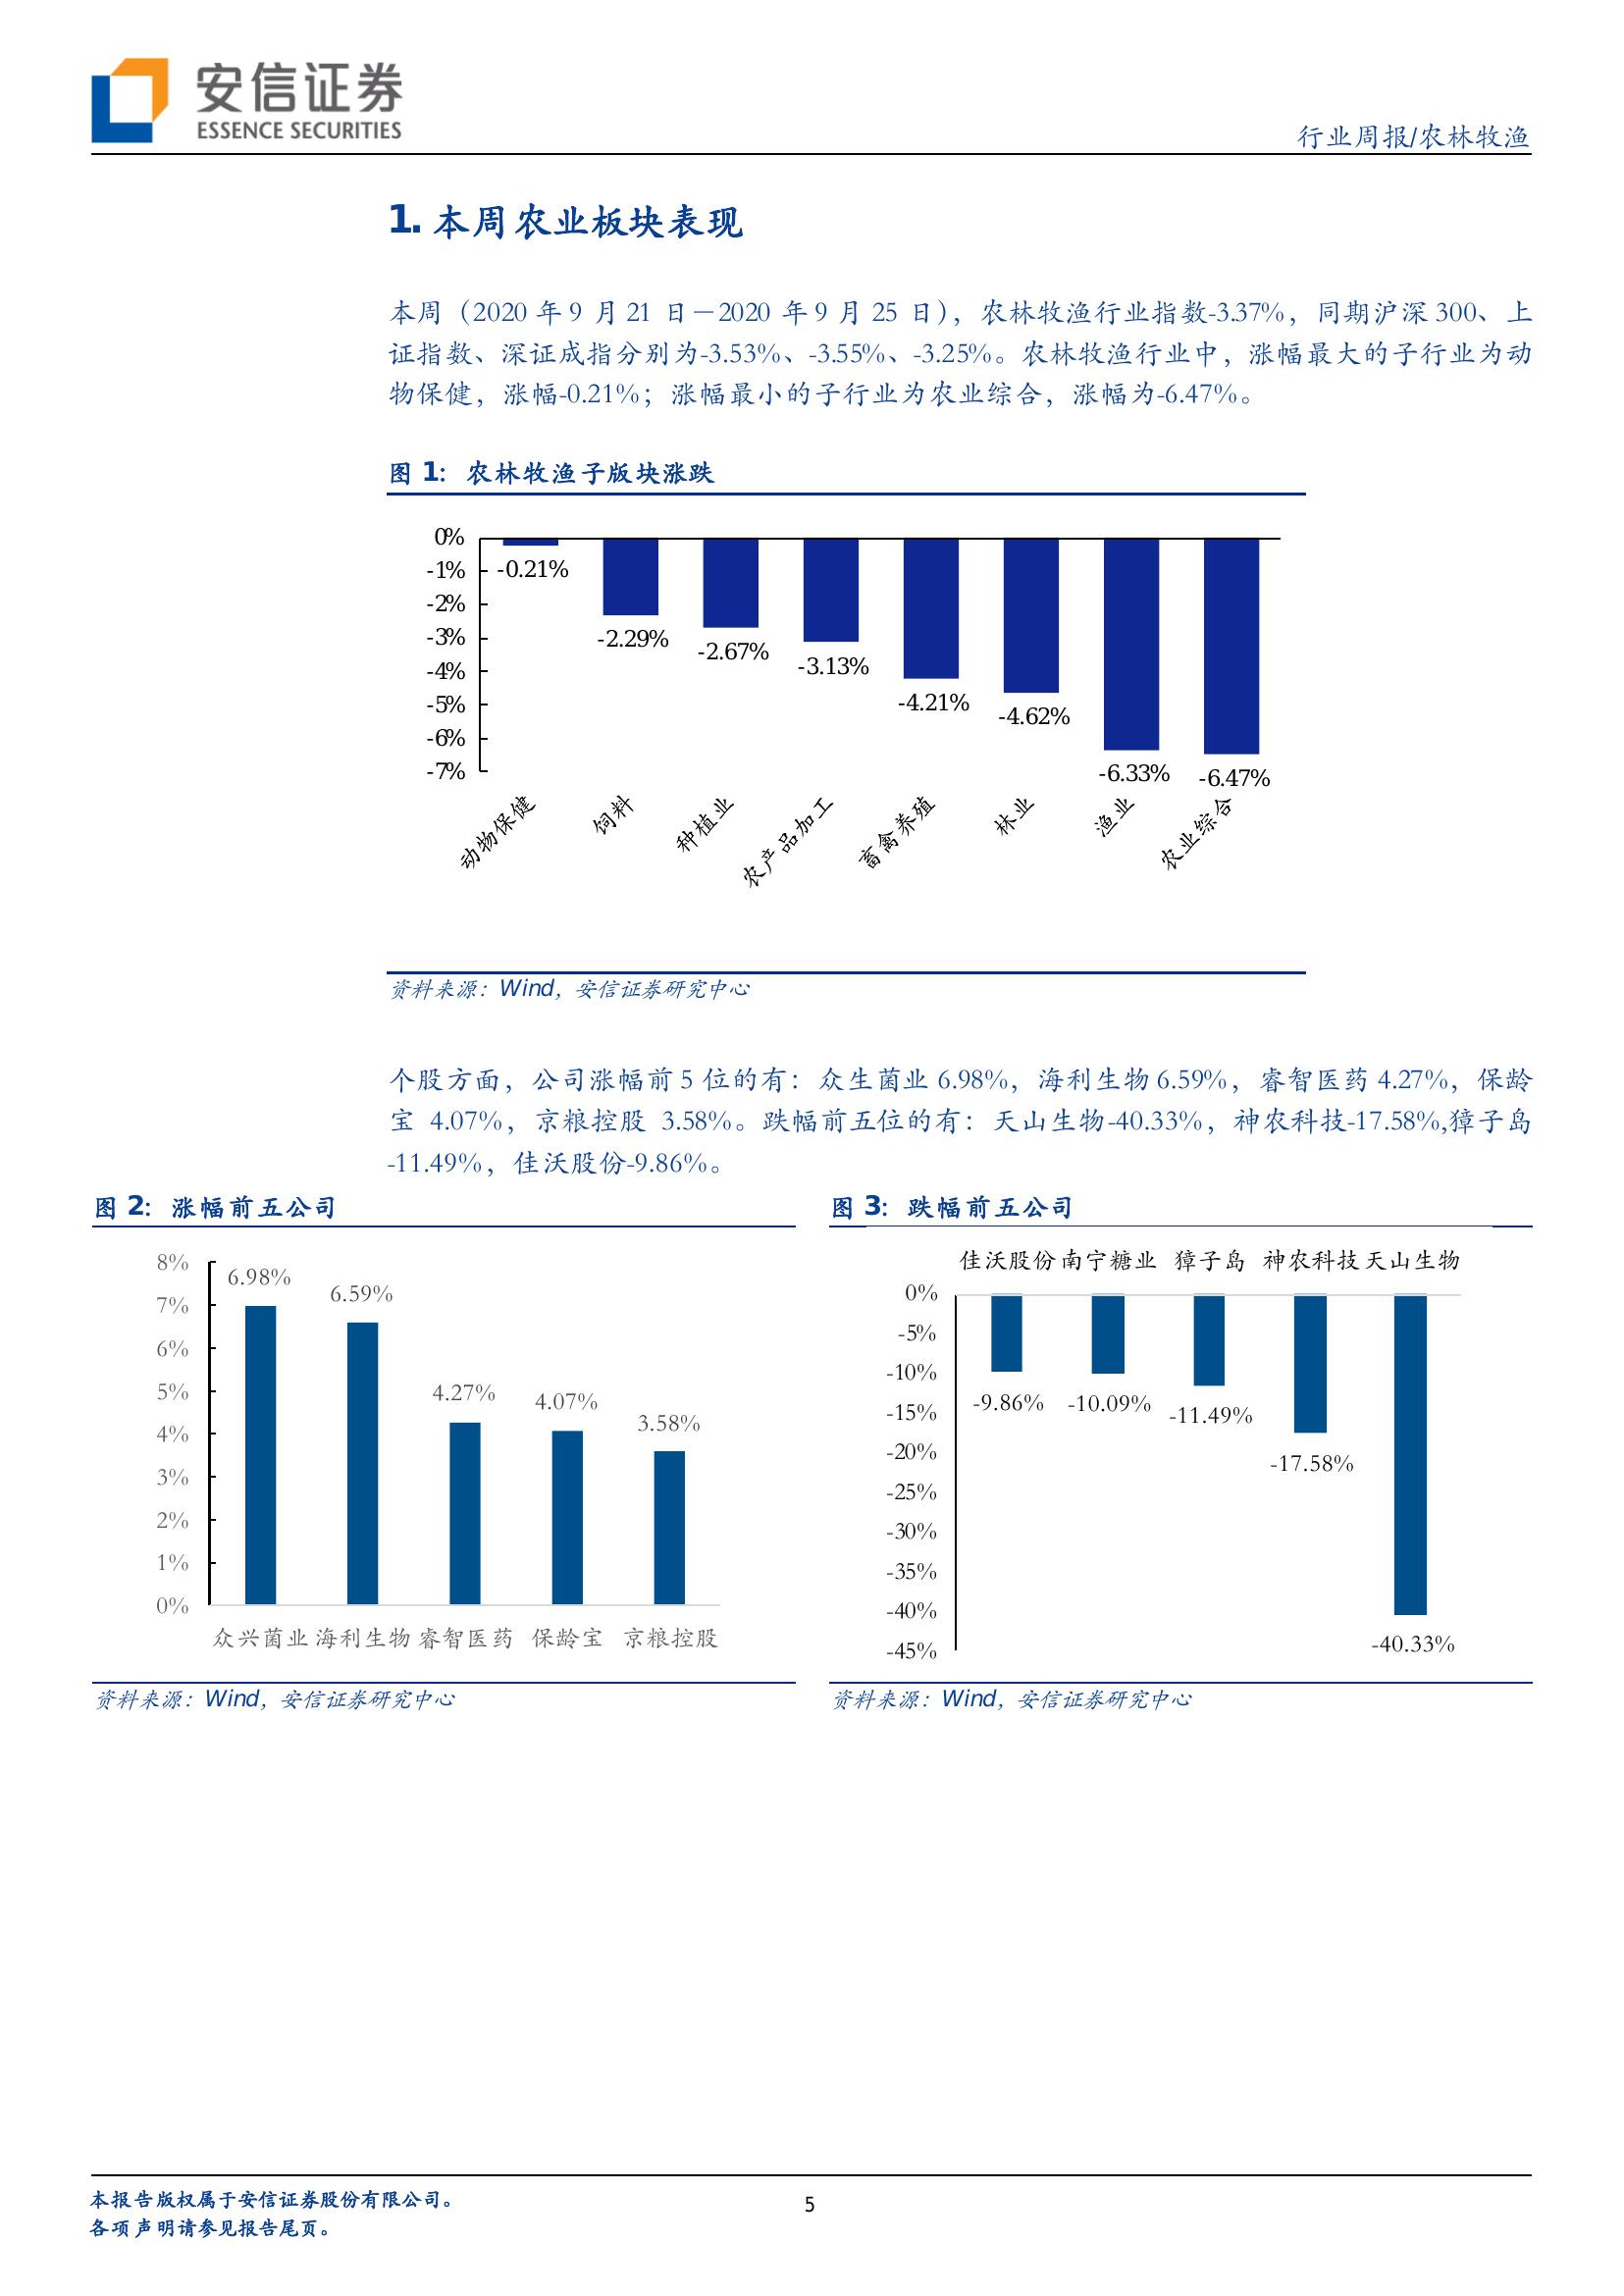 安信证券
ESSENCE SECURITIES
行业周报/农林牧渔
1. 本周农业板块表现
本周（2020 年 9 月 21 日－2020 年 9 月 25 日），农林牧渔行业指数-3.37%，同期沪深 300、上
证指数、深证成指分别为-3.53%、-3.55%、-3.25%。农林牧渔行业中，涨幅最大的子行业为动
物保健，涨幅-0.21%；涨幅最小的子行业为农业综合，涨幅为-6.47%。
图 1：农林牧渔子版块涨跌
0%
-1%
-2%
-3%
-4%
-5%
-6%
-7%
-0.21%
-2.29%
-2.67%
-3.13%
-4.21%
-4.62%
-6.33%
-6.47%
动物保健
饲料
种植业
农产品加工
畜禽养殖
林业
渔业
农业综合
资料来源：Wind，安信证券研究中心
个股方面，公司涨幅前 5 位的有：众生菌业 6.98%，海利生物 6.59%，睿智医药 4.27%，保龄
宝 4.07%，京粮控股 3.58%。跌幅前五位的有：天山生物-40.33%，神农科技-17.58%,獐子岛
-11.49%，佳沃股份-9.86%。
图 2：涨幅前五公司
8%
7%
6%
5%
4%
3%
2%
1%
0%
6.98%
6.59%
4.27%
4.07%
3.58%
众兴菌业 海利生物 睿智医药 保龄宝 京粮控股
资料来源：Wind，安信证券研究中心
图 3：跌幅前五公司
佳沃股份 南宁糖业 獐子岛 神农科技 天山生物
0%
-5%
-10%
-15%
-20%
-25%
-30%
-35%
-40%
-45%
-9.86%
-10.09%
-11.49%
-17.58%
-40.33%
资料来源：Wind，安信证券研究中心
本报告版权属于安信证券股份有限公司。
各项声明请参见报告尾页。
5